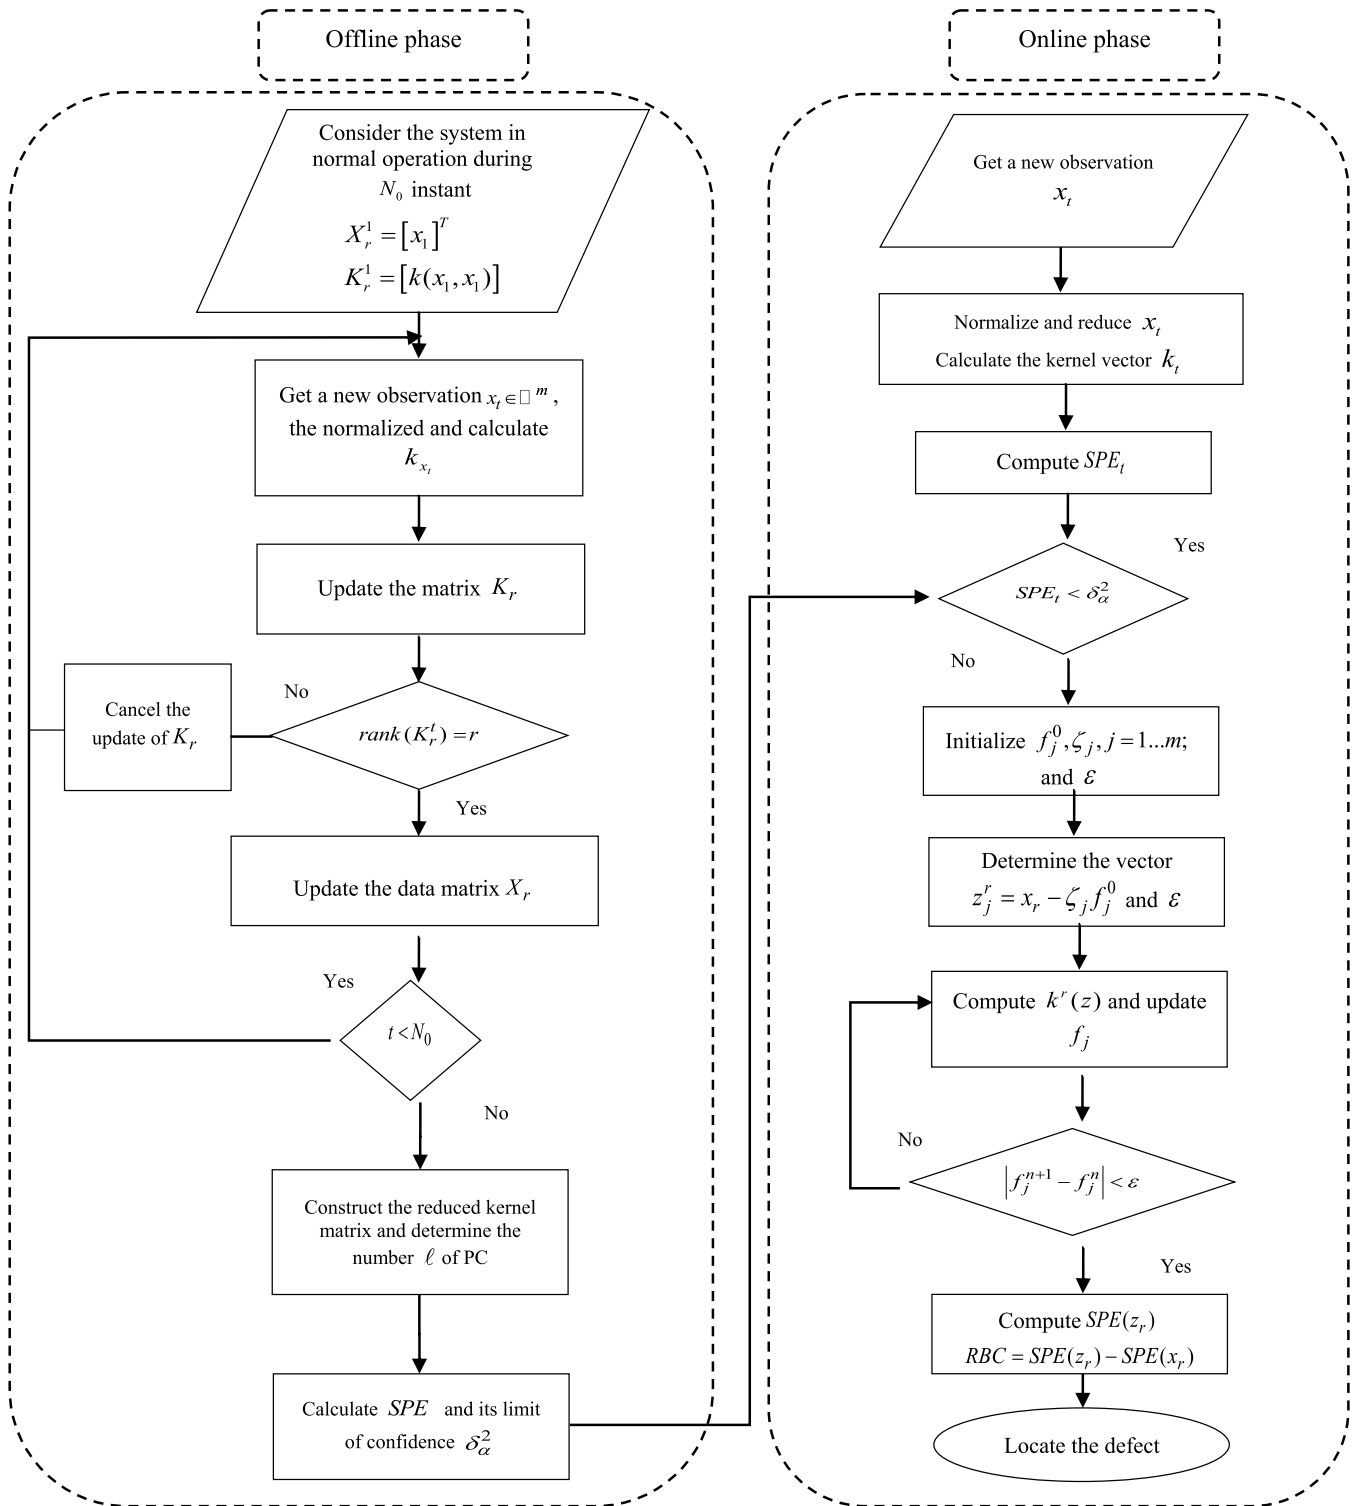 Offline phase
Consider the system in
normal operation during
N₀ instant
X_r^1 = [x_1]^T
K_r^1 = [k(x_1, x_1)]
Get a new observation x_t ∈ □ ^m ,
the normalized and calculate
k_{x_t}
Update the matrix K_r
No
Cancel the
update of K_r
rank(K_r^t) = r
Yes
Update the data matrix X_r
Yes
t < N_0
No
Construct the reduced kernel
matrix and determine the
number ℓ of PC
Calculate SPE and its limit
of confidence δ_α^2
Online phase
Get a new observation
x_t
Normalize and reduce x_t
Calculate the kernel vector k_t
Compute SPE_t
Yes
SPE_t < δ_α^2
No
Initialize f_j^0, ζ_j, j = 1...m;
and ε
Determine the vector
z_j^r = x_r − ζ_j f_j^0 and ε
Compute k^r(z) and update
f_j
No
|f_j^{n+1} − f_j^n| < ε
Yes
Compute SPE(z_r)
RBC = SPE(z_r) − SPE(x_r)
Locate the defect